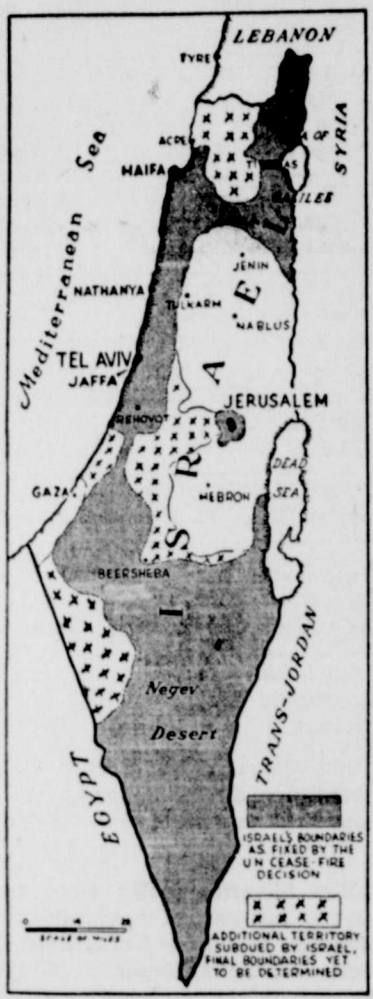 LEBANON
TYRE
SYRIA
ACRE
OF
HAIFA
Mediterranean Sea
JENIN
NATHANYA
TULKARM
NABLUS
TEL AVIV
JAFFA
JERUSALEM
REHOVOT
DEAD
SEA
GAZA
HEBRON
BEERSHEBA
ISRAEL
Negev
Desert
TRANS-JORDAN
EGYPT
ISRAEL'S BOUNDARIES
AS FIXED BY THE
UN CEASE-FIRE
DECISION
SCALE OF MILES
ADDITIONAL TERRITORY
SUBDUED BY ISRAEL,
FINAL BOUNDARIES YET
TO BE DETERMINED